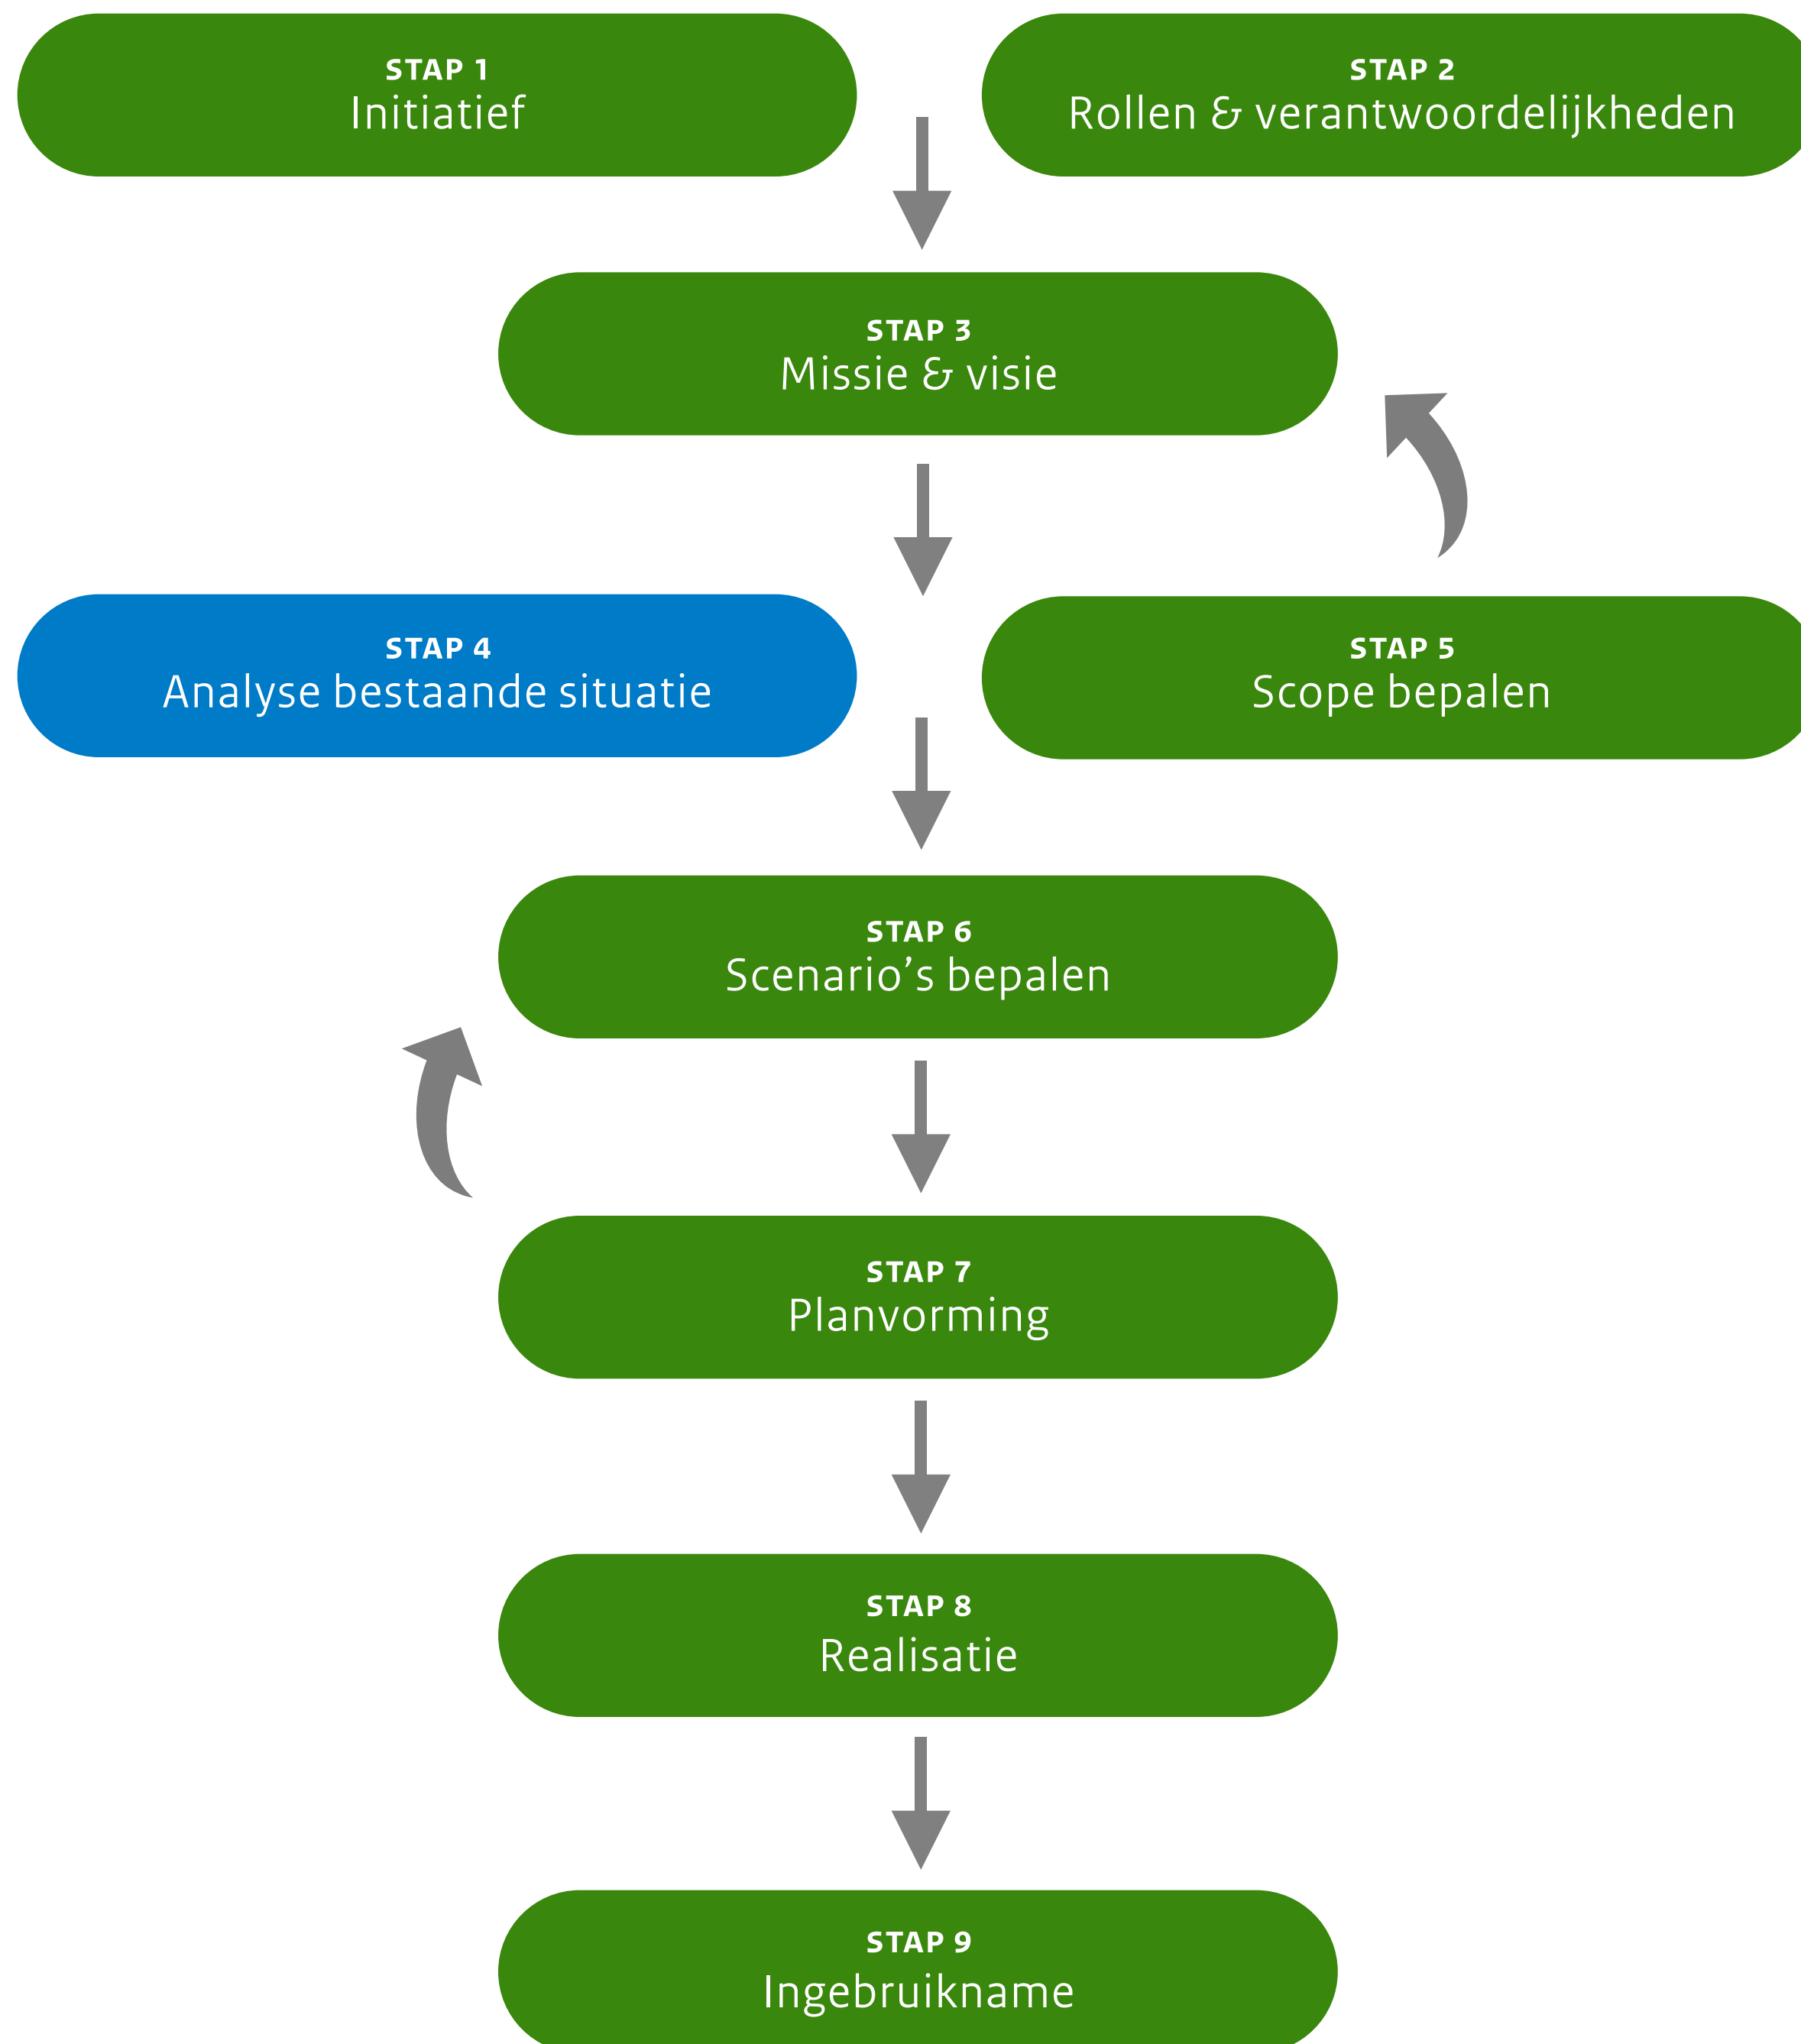 STAP 1
Initiatief
STAP 2
Rollen & verantwoordelijkheden
STAP 3
Missie & visie
STAP 4
Analyse bestaande situatie
STAP 5
Scope bepalen
STAP 6
Scenario’s bepalen
STAP 7
Planvorming
STAP 8
Realisatie
STAP 9
Ingebruikname